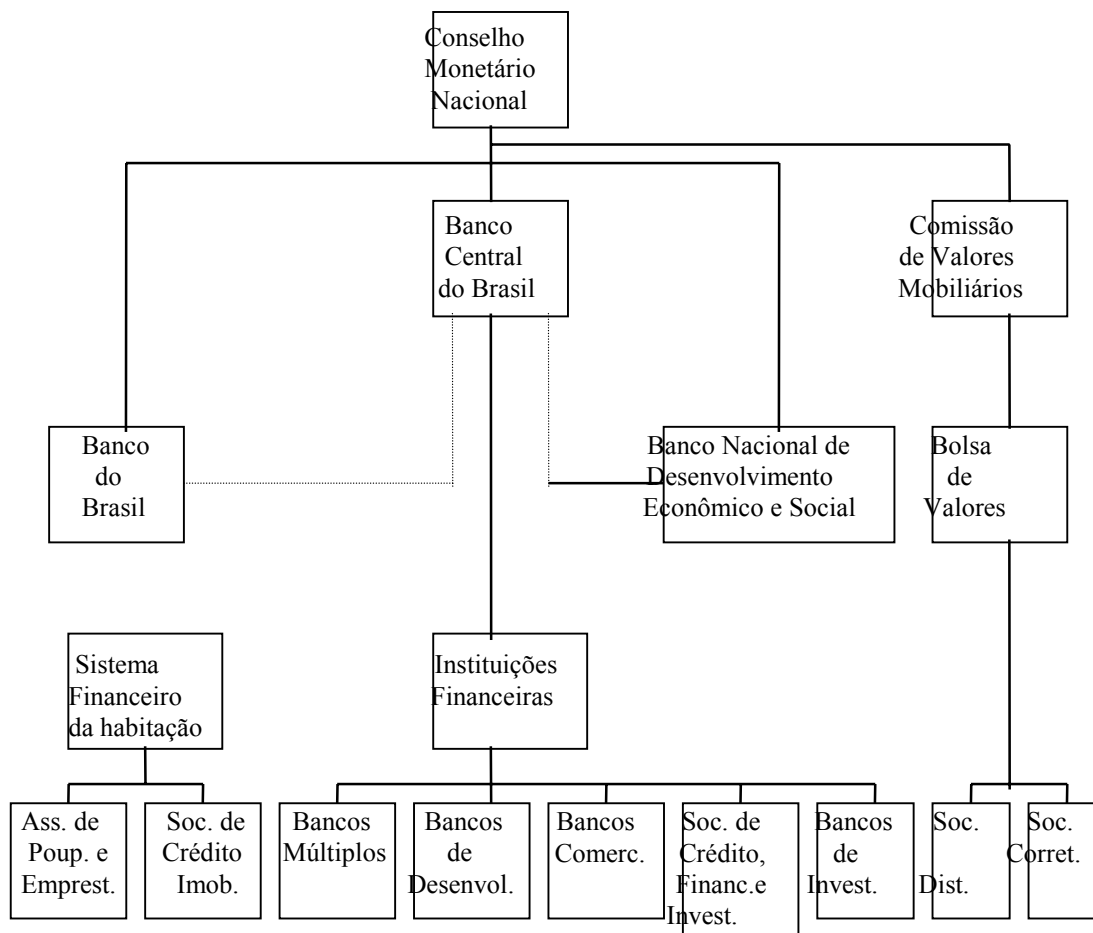 Conselho
Monetário
Nacional
Banco
Central
do Brasil
Comissão
de Valores
Mobiliários
Banco
do
Brasil
Banco Nacional de
Desenvolvimento
Econômico e Social
Bolsa
de
Valores
Sistema
Financeiro
da habitação
Instituições
Financeiras
Ass. de
Poup. e
Emprest.
Soc. de
Crédito
Imob.
Bancos
Múltiplos
Bancos
de
Desenvol.
Bancos
Comerc.
Soc. de
Crédito,
Financ.e
Invest.
Bancos
de
Invest.
Soc.
Dist.
Soc.
Corret.